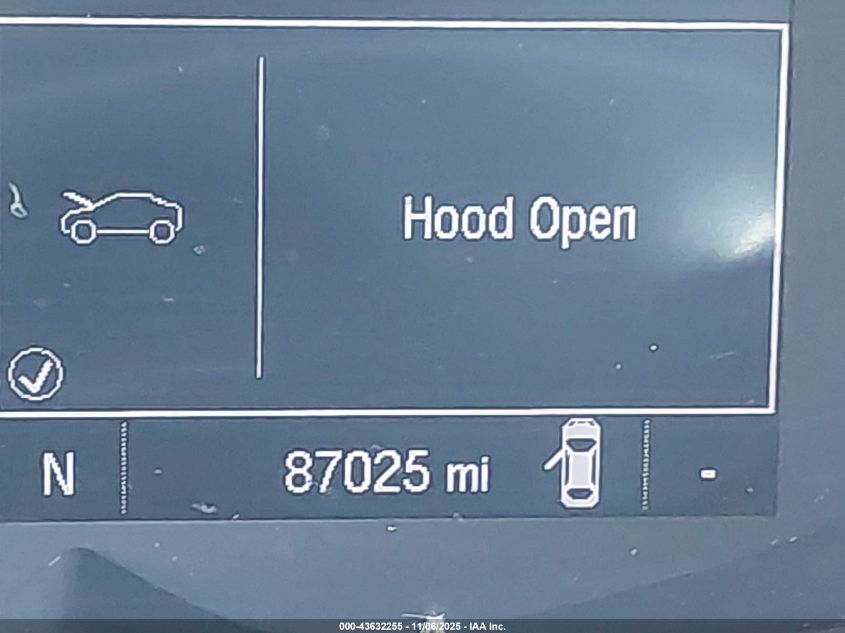 Hood Open
N
87025 mi
-
000-43632255 - 11/06/2025 - IAA Inc.